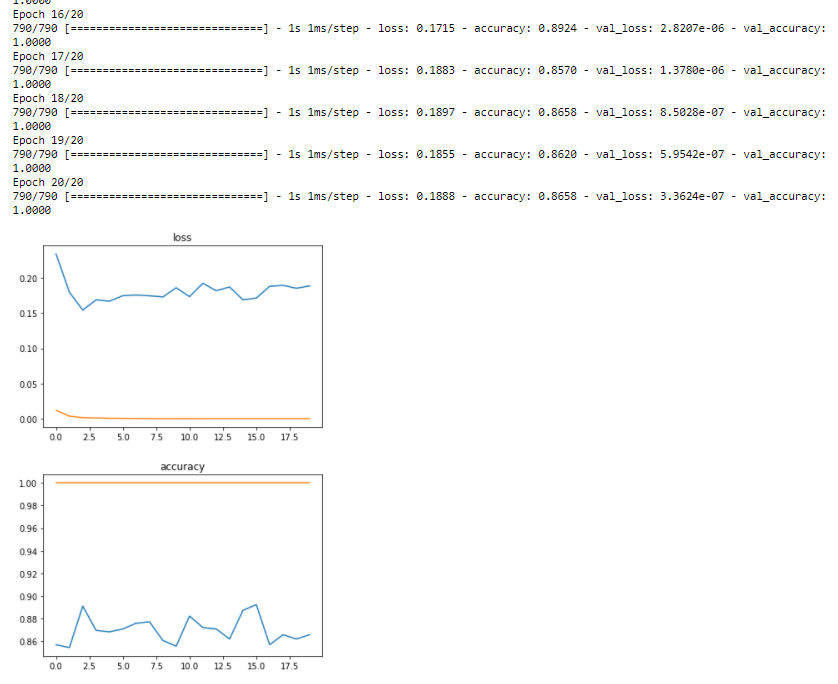 1.0000
Epoch 16/20
790/790 [==============================] - 1s 1ms/step - loss: 0.1715 - accuracy: 0.8924 - val_loss: 2.8207e-06 - val_accuracy:
1.0000
Epoch 17/20
790/790 [==============================] - 1s 1ms/step - loss: 0.1883 - accuracy: 0.8570 - val_loss: 1.3780e-06 - val_accuracy:
1.0000
Epoch 18/20
790/790 [==============================] - 1s 1ms/step - loss: 0.1897 - accuracy: 0.8658 - val_loss: 8.5028e-07 - val_accuracy:
1.0000
Epoch 19/20
790/790 [==============================] - 1s 1ms/step - loss: 0.1855 - accuracy: 0.8620 - val_loss: 5.9542e-07 - val_accuracy:
1.0000
Epoch 20/20
790/790 [==============================] - 1s 1ms/step - loss: 0.1888 - accuracy: 0.8658 - val_loss: 3.3624e-07 - val_accuracy:
1.0000
loss
0.20
0.15
0.10
0.05
0.00
0.0 2.5 5.0 7.5 10.0 12.5 15.0 17.5
accuracy
1.00
0.98
0.96
0.94
0.92
0.90
0.88
0.86
0.0 2.5 5.0 7.5 10.0 12.5 15.0 17.5